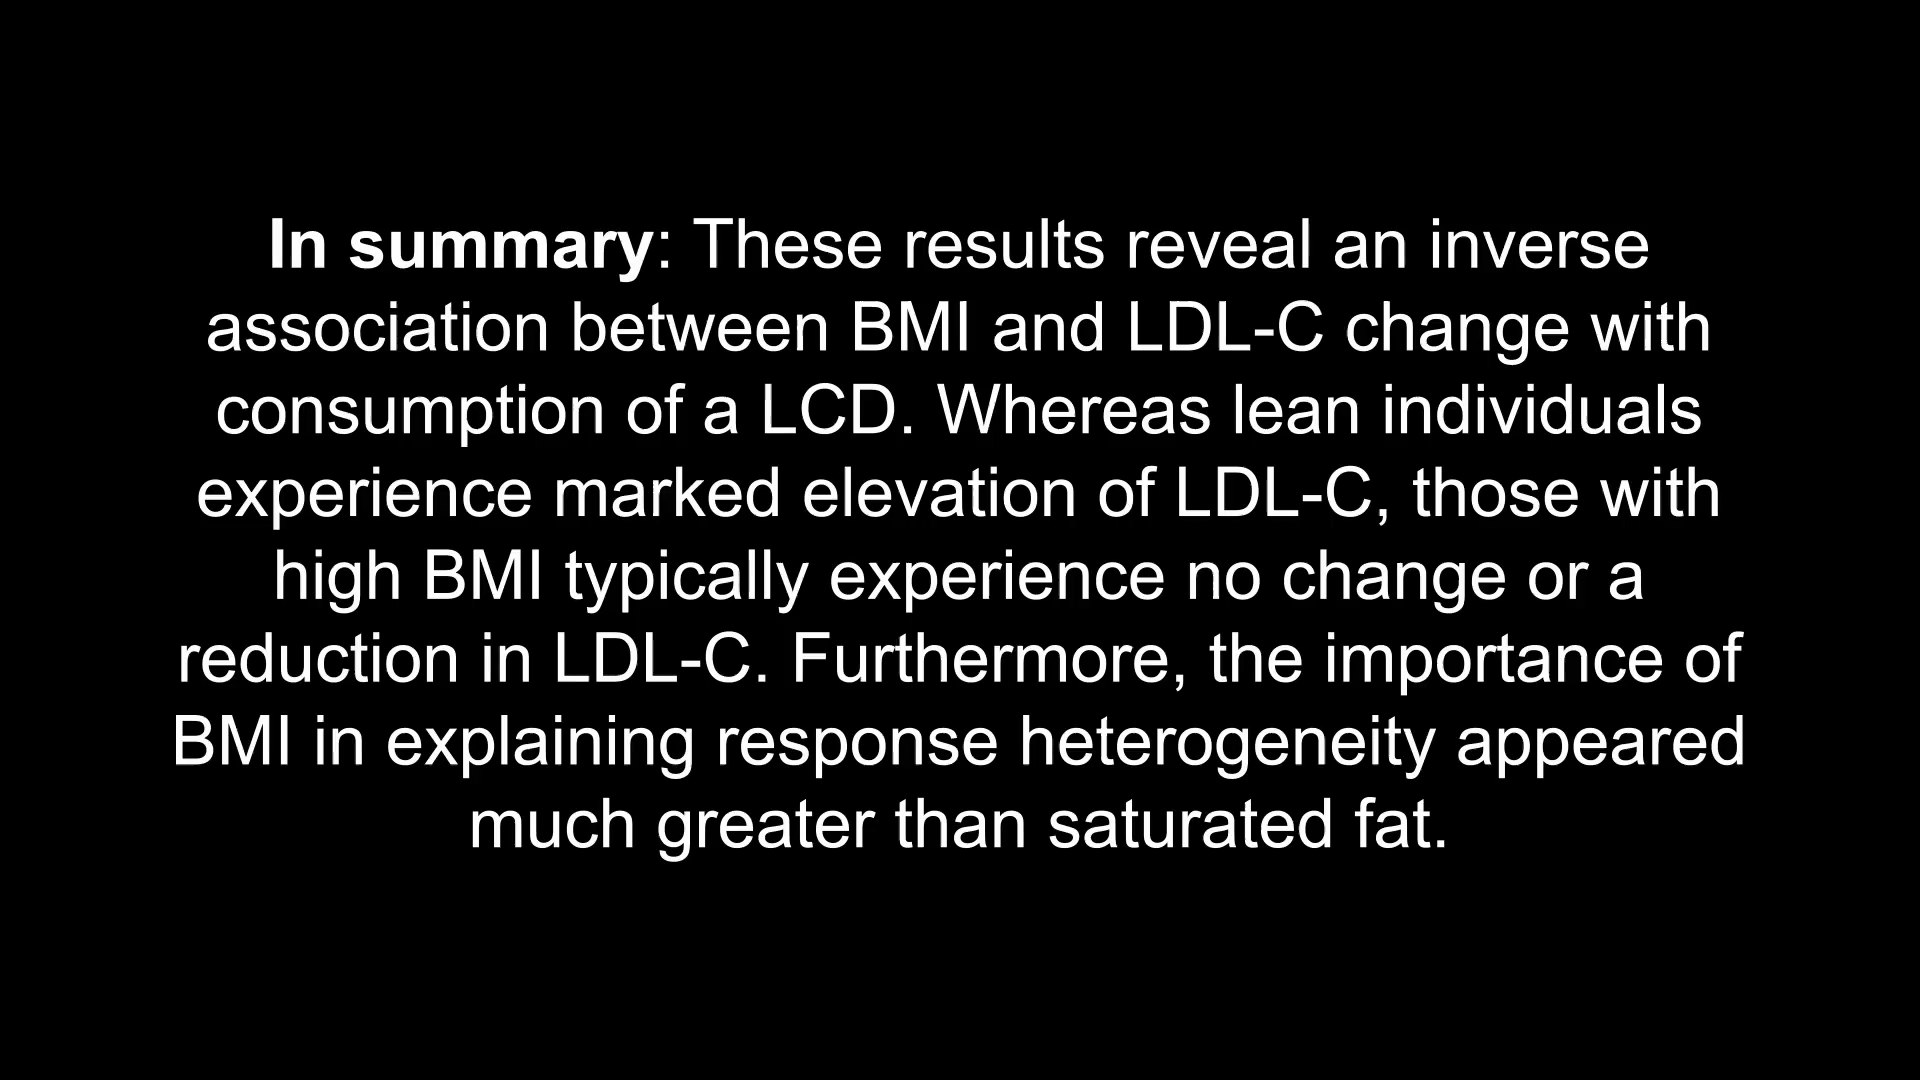 In summary: These results reveal an inverse
association between BMI and LDL-C change with
consumption of a LCD. Whereas lean individuals
experience marked elevation of LDL-C, those with
high BMI typically experience no change or a
reduction in LDL-C. Furthermore, the importance of
BMI in explaining response heterogeneity appeared
much greater than saturated fat.